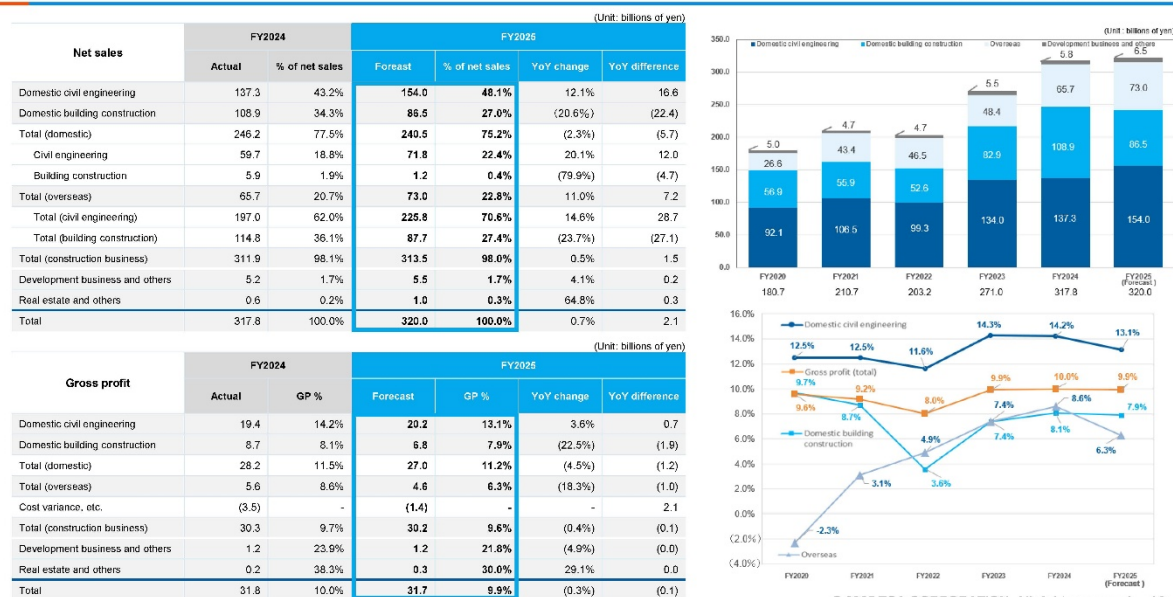 (Unit: billions of yen)
Net sales FY2024 FY2025
Actual % of net sales Foreast % of net sales YoY change YoY difference
Domestic civil engineering 137.3 43.2% 154.0 48.1% 12.1% 16.6
Domestic building construction 108.9 34.3% 86.5 27.0% (20.6%) (22.4)
Total (domestic) 246.2 77.5% 240.5 75.2% (2.3%) (5.7)
Civil engineering 59.7 18.8% 71.8 22.4% 20.1% 12.0
Building construction 5.9 1.9% 1.2 0.4% (79.9%) (4.7)
Total (overseas) 65.7 20.7% 73.0 22.8% 11.0% 7.2
Total (civil engineering) 197.0 62.0% 225.8 70.6% 14.6% 28.7
Total (building construction) 114.8 36.1% 87.7 27.4% (23.7%) (27.1)
Total (construction business) 311.9 98.1% 313.5 98.0% 0.5% 1.5
Development business and others 5.2 1.7% 5.5 1.7% 4.1% 0.2
Real estate and others 0.6 0.2% 1.0 0.3% 64.8% 0.3
Total 317.8 100.0% 320.0 100.0% 0.7% 2.1
(Unit: billions of yen)
Gross profit FY2024 FY2025
Actual GP % Forecast GP % YoY change YoY difference
Domestic civil engineering 19.4 14.2% 20.2 13.1% 3.6% 0.7
Domestic building construction 8.7 8.1% 6.8 7.9% (22.5%) (1.9)
Total (domestic) 28.2 11.5% 27.0 11.2% (4.5%) (1.2)
Total (overseas) 5.6 8.6% 4.6 6.3% (18.3%) (1.0)
Cost variance, etc. (3.5) - (1.4) - - 2.1
Total (construction business) 30.3 9.7% 30.2 9.6% (0.4%) (0.1)
Development business and others 1.2 23.9% 1.2 21.8% (4.9%) (0.0)
Real estate and others 0.2 38.3% 0.3 30.0% 29.1% 0.0
Total 31.8 10.0% 31.7 9.9% (0.3%) (0.1)
(Unit: billions of yen)
Domestic civil engineering Domestic building construction Overseas Development business and others
350.0
300.0
250.0
200.0
150.0
100.0
50.0
0.0
5.0 4.7 4.7 5.5 5.8 6.5
26.6 43.4 46.5 48.4 65.7 73.0
56.9 55.9 52.6 82.9 108.9 86.5
92.1 106.5 99.3 134.0 137.3 154.0
FY2020 FY2021 FY2022 FY2023 FY2024 FY2025
(Forecast)
180.7 210.7 203.2 271.0 317.8 320.0
16.0%
14.0%
12.0%
10.0%
8.0%
6.0%
4.0%
2.0%
0.0%
(2.0%)
(4.0%)
Domestic civil engineering
12.5% 12.5% 11.6% 14.3% 14.2% 13.1%
Gross profit (total)
9.6% 9.2% 8.0% 9.9% 10.0% 9.9%
Domestic building
construction
9.7% 8.7% 3.6% 7.4% 8.1% 7.9%
Overseas
-2.3% 3.1% 4.9% 7.4% 8.6% 6.3%
FY2020 FY2021 FY2022 FY2023 FY2024 FY2025
(Forecast)